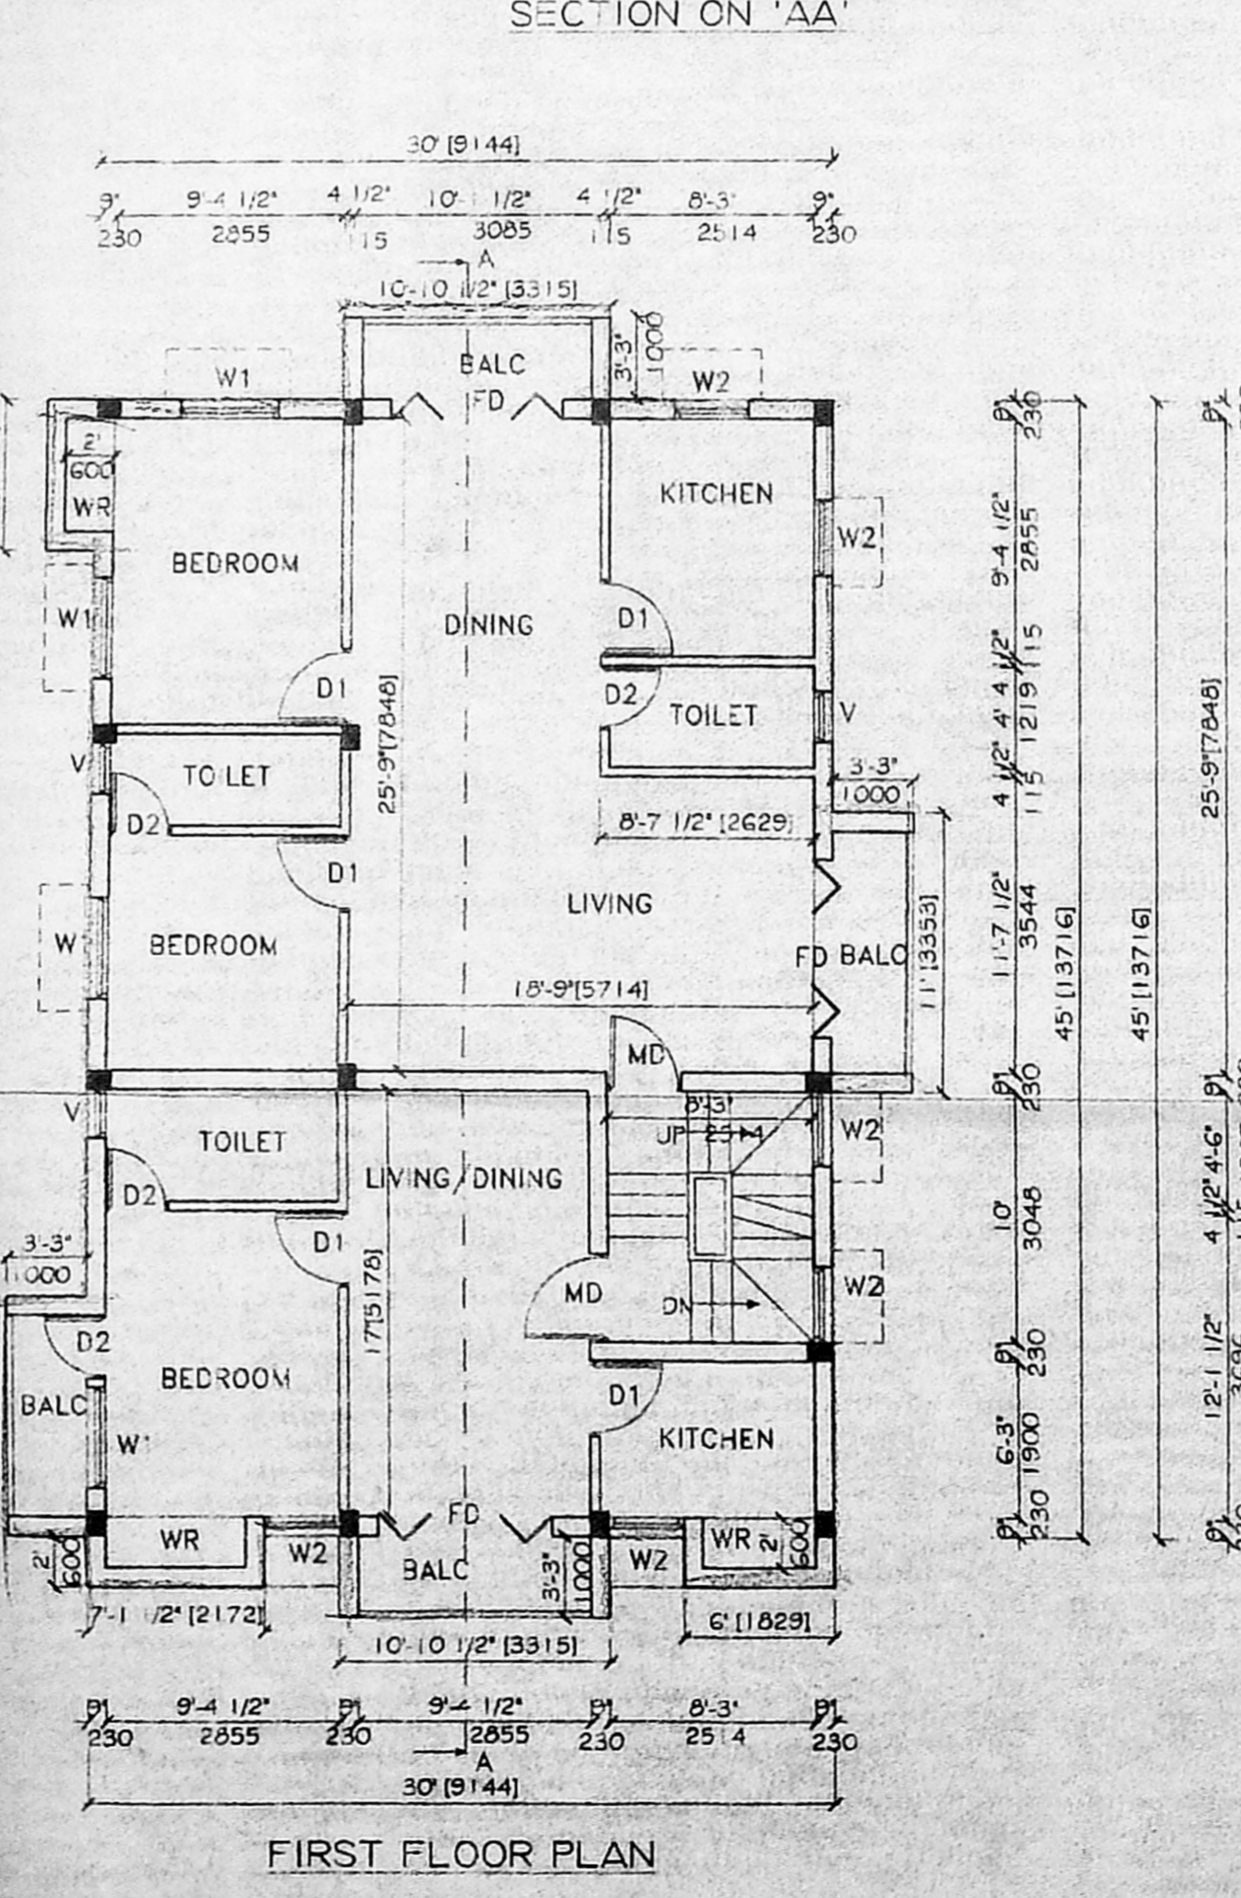 SECTION ON 'AA'
30' [9144]
9" 9'-4 1/2" 4 1/2" 10'-1 1/2" 4 1/2" 8'-3" 9"
230 2855 115 3085 115 2514 230
A
10'-10 1/2" [3315]
BALC
3'-3"
1000
W1
W2
FD
2'
600
WR
KITCHEN
W2
BEDROOM
W1
DINING
D1
D1
D2
TOILET
V
V
TOILET
D2
25'-9"[7848]
3'-3"
1000
8'-7 1/2" [2629]
D1
LIVING
W
BEDROOM
FD BALC
11' [3353]
18'-9"[5714]
MD
9"
230
9'-4 1/2"
2855
4 1/2"
115
4'
1219
4 1/2"
115
11'-7 1/2"
3544
9"
230
10'
3048
9"
230
6'-3"
1900
9"
230
45' [13716]
45' [13716]
9"
25'-9"[7848]
9"
4'-6"
4 1/2"
12'-1 1/2"
9"
V
TOILET
8'-3"
UP 2514
W2
D2
LIVING/DINING
D1
3'-3"
1000
17'[5178]
MD
DN
W2
D2
BEDROOM
D1
BALC
W1
KITCHEN
FD
WR
W2
BALC
3'-3"
1000
W2
WR
2'
600
2'
600
7'-1 1/2" [2172]
6' [1829]
10'-10 1/2" [3315]
9" 9'-4 1/2" 9" 9'-4 1/2" 9" 8'-3" 9"
230 2855 230 2855 230 2514 230
A
30' [9144]
FIRST FLOOR PLAN